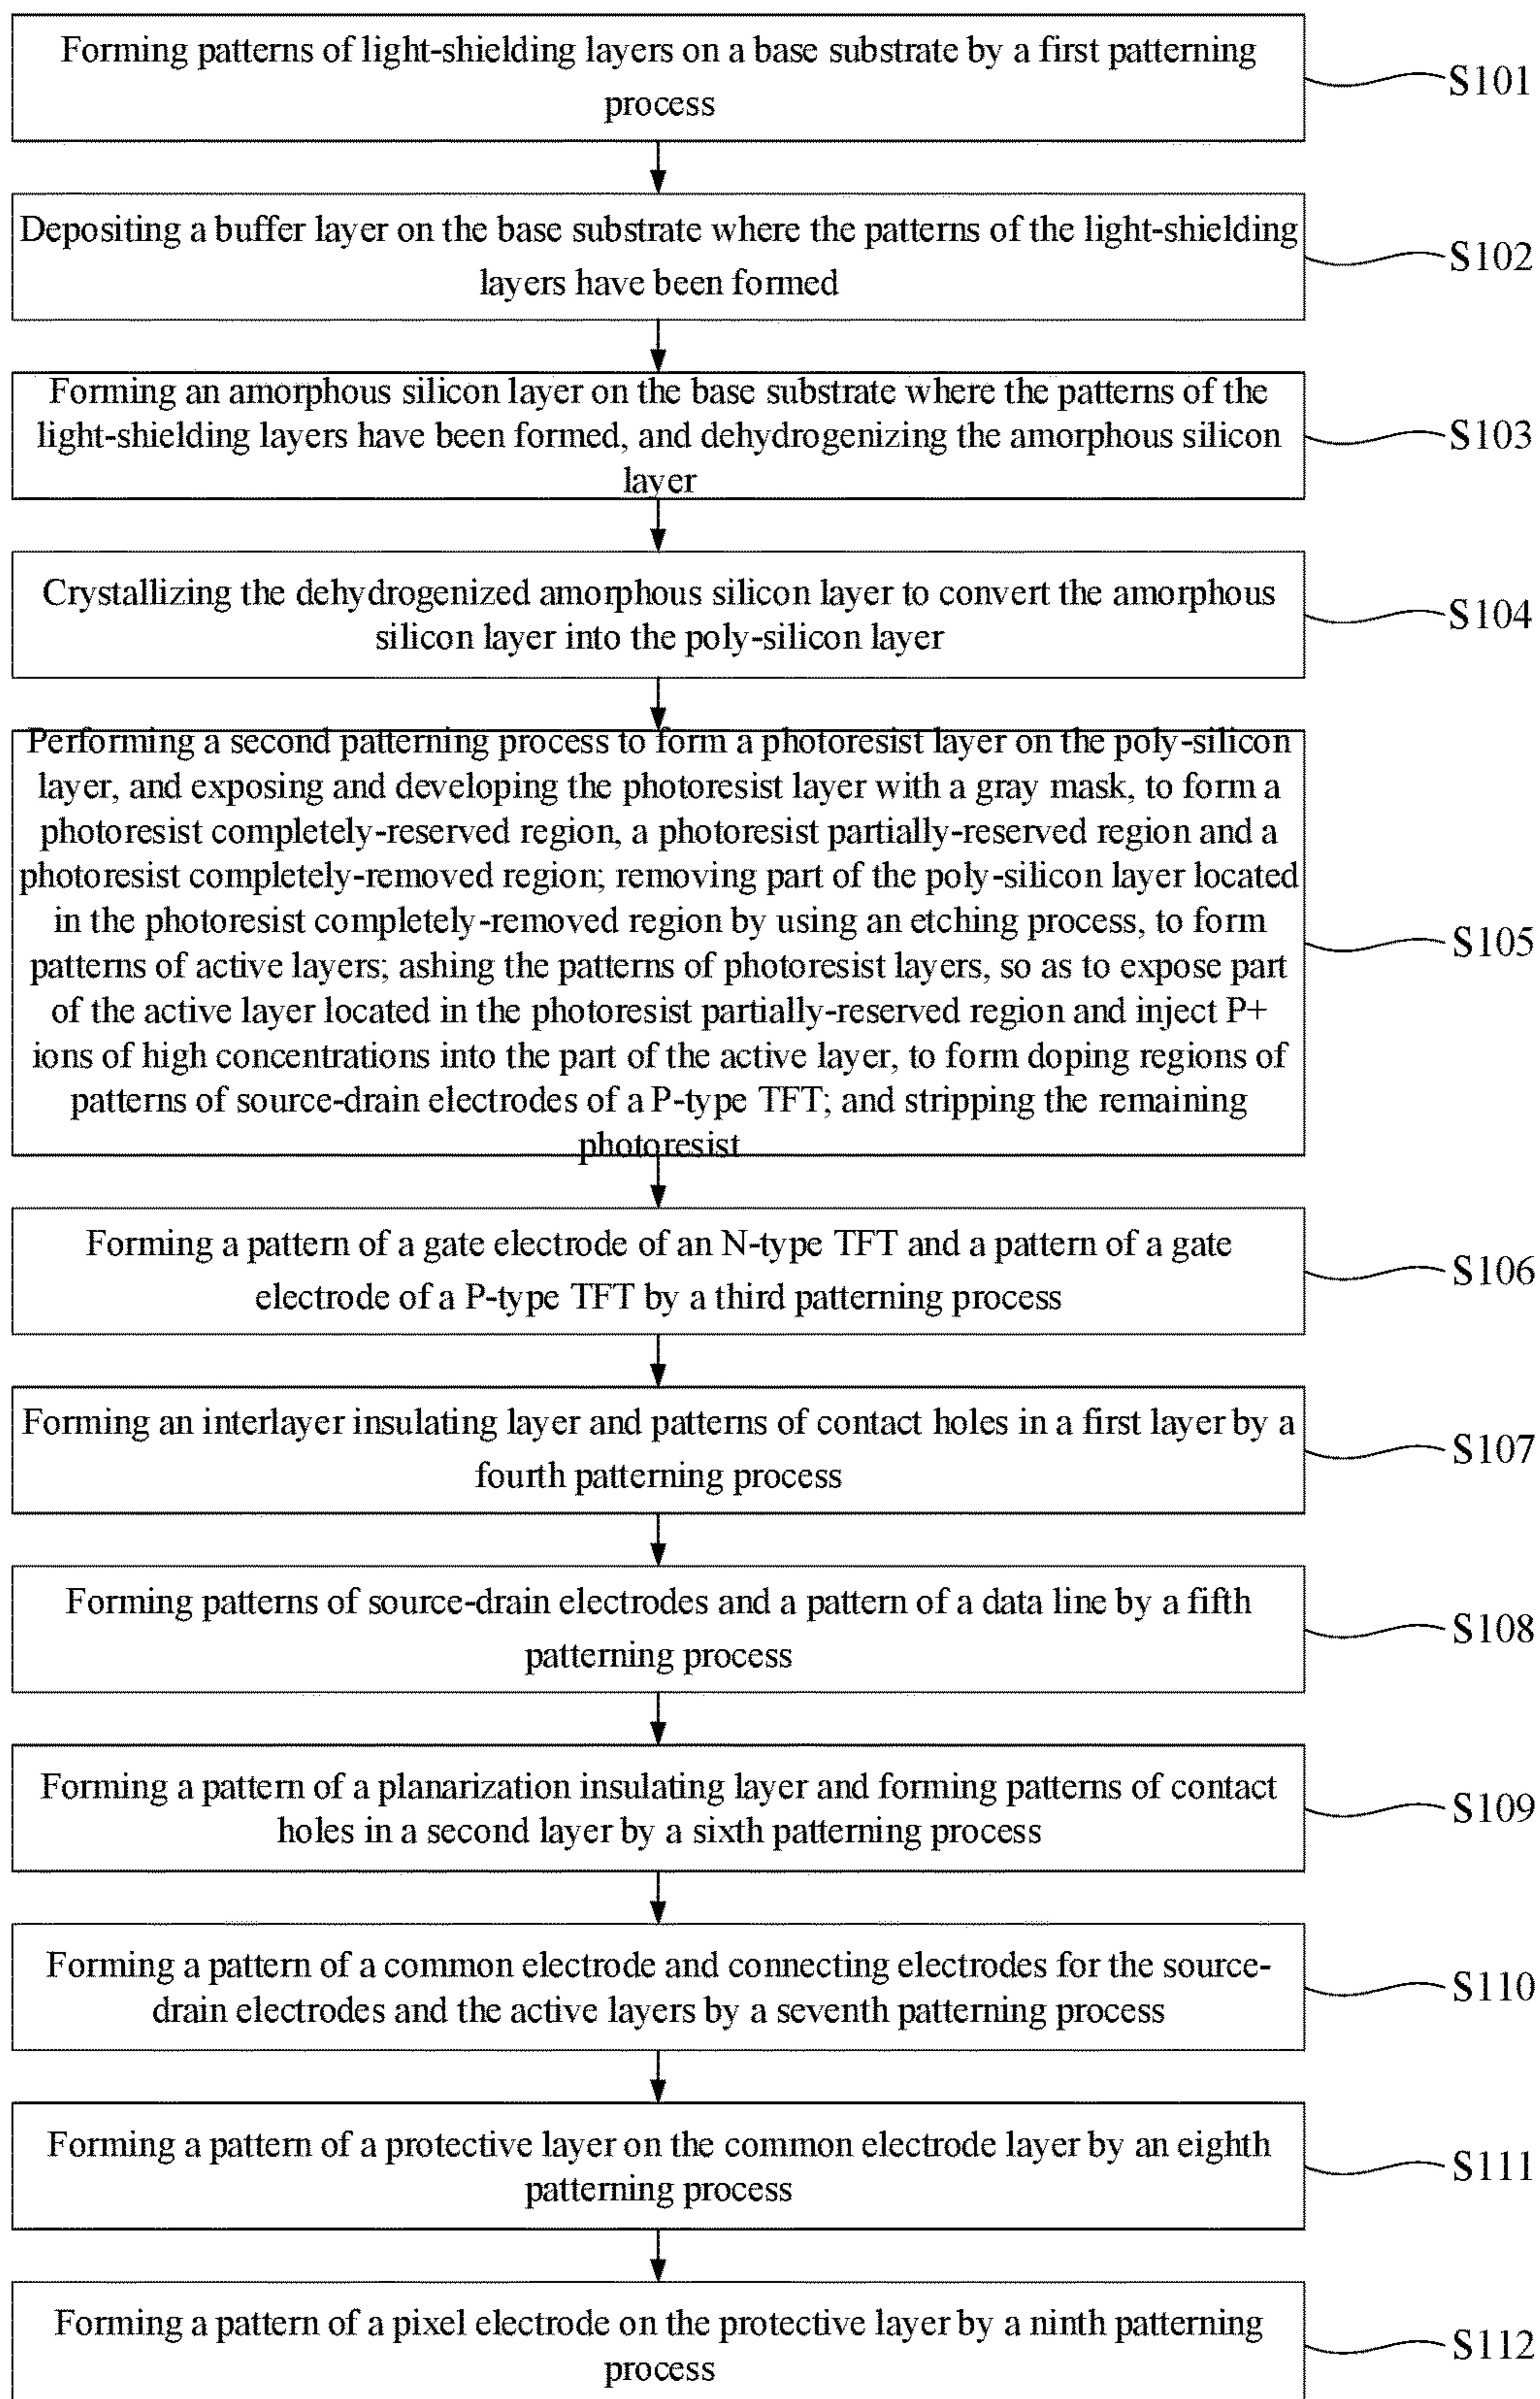 Forming patterns of light-shielding layers on a base substrate by a first patterning
process
S101
Depositing a buffer layer on the base substrate where the patterns of the light-shielding
layers have been formed
S102
Forming an amorphous silicon layer on the base substrate where the patterns of the
light-shielding layers have been formed, and dehydrogenizing the amorphous silicon
layer
S103
Crystallizing the dehydrogenized amorphous silicon layer to convert the amorphous
silicon layer into the poly-silicon layer
S104
Performing a second patterning process to form a photoresist layer on the poly-silicon
layer, and exposing and developing the photoresist layer with a gray mask, to form a
photoresist completely-reserved region, a photoresist partially-reserved region and a
photoresist completely-removed region; removing part of the poly-silicon layer located
in the photoresist completely-removed region by using an etching process, to form
patterns of active layers; ashing the patterns of photoresist layers, so as to expose part
of the active layer located in the photoresist partially-reserved region and inject P+
ions of high concentrations into the part of the active layer, to form doping regions of
patterns of source-drain electrodes of a P-type TFT; and stripping the remaining
photoresist
S105
Forming a pattern of a gate electrode of an N-type TFT and a pattern of a gate
electrode of a P-type TFT by a third patterning process
S106
Forming an interlayer insulating layer and patterns of contact holes in a first layer by a
fourth patterning process
S107
Forming patterns of source-drain electrodes and a pattern of a data line by a fifth
patterning process
S108
Forming a pattern of a planarization insulating layer and forming patterns of contact
holes in a second layer by a sixth patterning process
S109
Forming a pattern of a common electrode and connecting electrodes for the source-
drain electrodes and the active layers by a seventh patterning process
S110
Forming a pattern of a protective layer on the common electrode layer by an eighth
patterning process
S111
Forming a pattern of a pixel electrode on the protective layer by a ninth patterning
process
S112